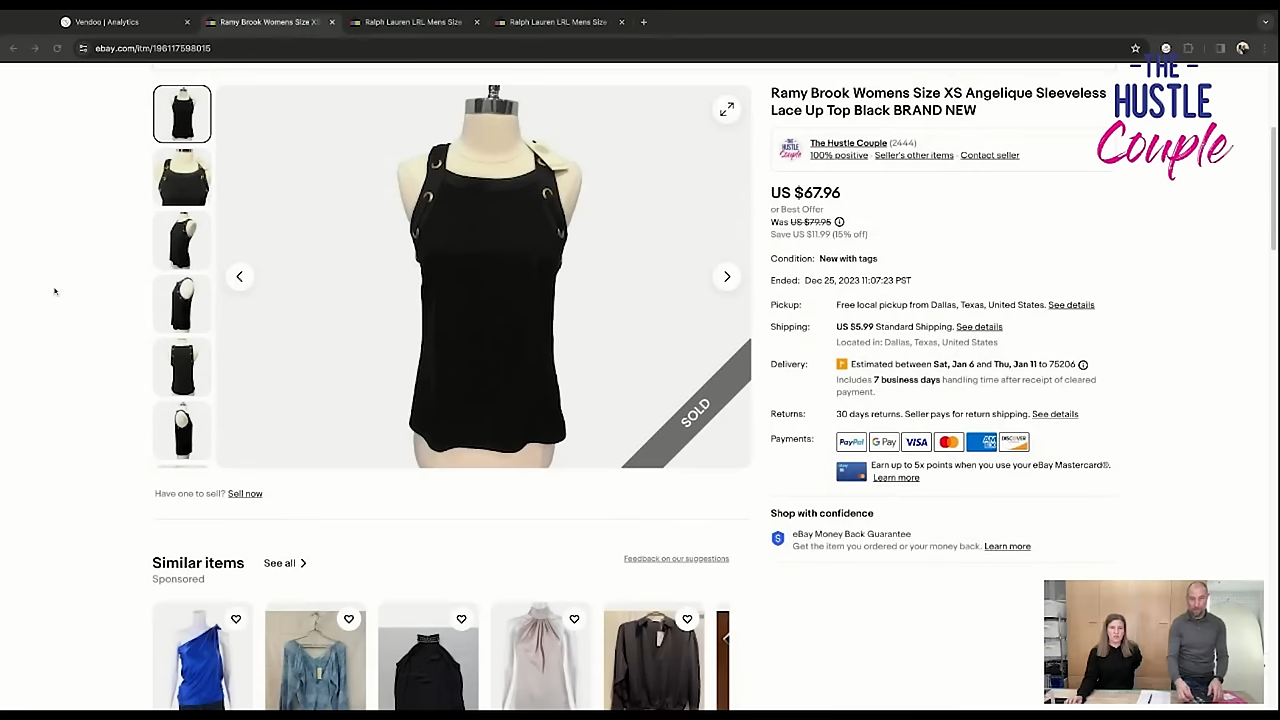 Vendoo | Analytics
Ramy Brook Womens Size XS
Ralph Lauren LRL Mens Size
Ralph Lauren LRL Mens Size
ebay.com/itm/196117598015
-THE-
HUSTLE
Couple
Ramy Brook Womens Size XS Angelique Sleeveless
Lace Up Top Black BRAND NEW
THE
HUSTLE
Couple
The Hustle Couple (2444)
100% positive · Seller's other items · Contact seller
US $67.96
or Best Offer
Was US $79.95
Save US $11.99 (15% off)
Condition: New with tags
Ended: Dec 25, 2023 11:07:23 PST
Pickup: Free local pickup from Dallas, Texas, United States. See details
Shipping: US $5.99 Standard Shipping. See details
Located in: Dallas, Texas, United States
Delivery: Estimated between Sat, Jan 6 and Thu, Jan 11 to 75206
Includes 7 business days handling time after receipt of cleared
payment.
Returns: 30 days returns. Seller pays for return shipping. See details
Payments: PayPal G Pay VISA AM EX DISCOVER
Earn up to 5x points when you use your eBay Mastercard®.
Learn more
Shop with confidence
eBay Money Back Guarantee
Get the item you ordered or your money back. Learn more
SOLD
Have one to sell? Sell now
Similar items See all
Feedback on our suggestions
Sponsored